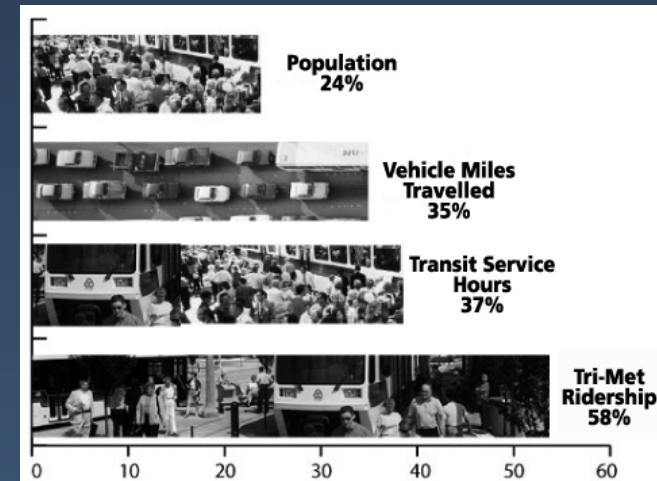 Population
24%
Vehicle Miles
Travelled
35%
Transit Service
Hours
37%
Tri-Met
Ridership
58%
0 10 20 30 40 50 60